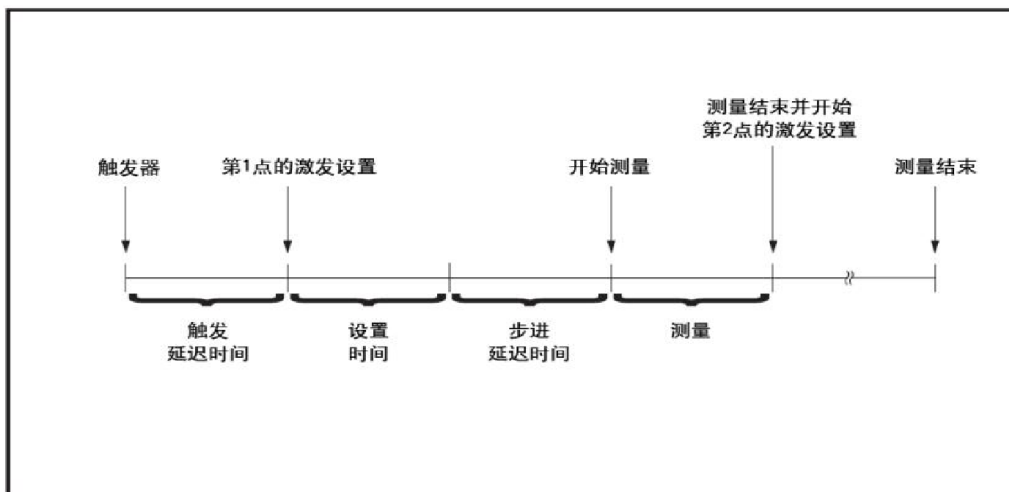 测量结束并开始
第2点的激发设置
触发器
第1点的激发设置
开始测量
测量结束
触发
延迟时间
设置
时间
步进
延迟时间
测量